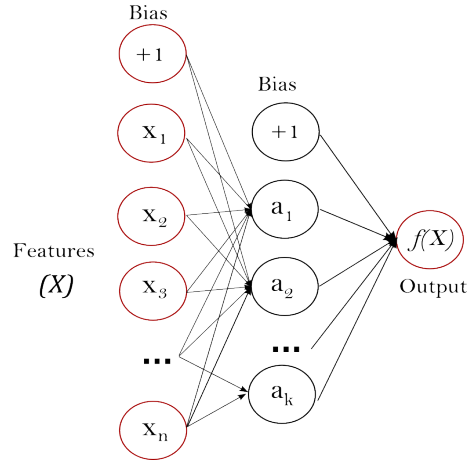 Bias
+1
x₁
x₂
x₃
...
xₙ
Features
(X)
Bias
+1
a₁
a₂
...
aₖ
f(X)
Output